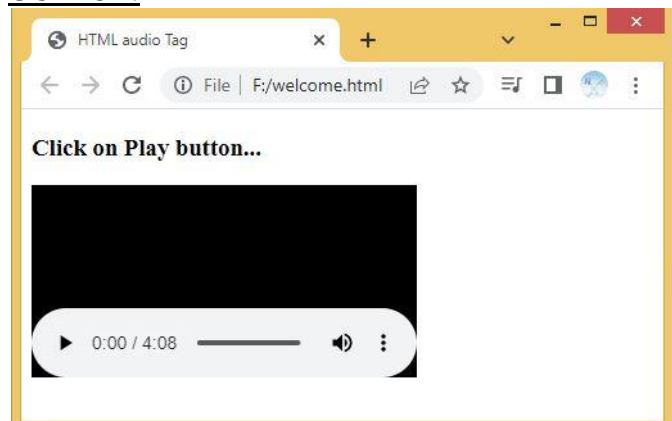 HTML audio Tag
File | F:/welcome.html
Click on Play button...
0:00 / 4:08